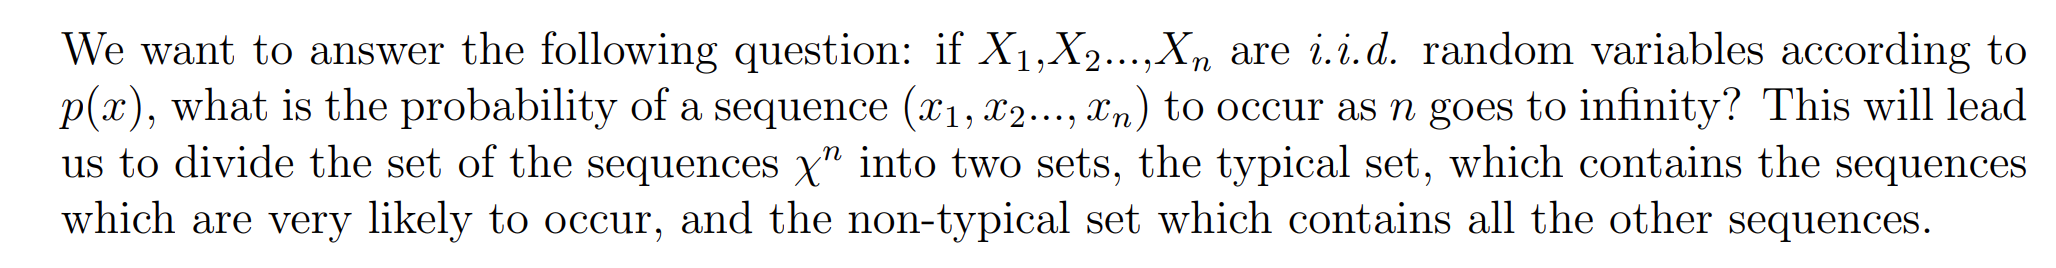 We want to answer the following question: if X₁,X₂...,Xₙ are i.i.d. random variables according to
p(x), what is the probability of a sequence (x₁, x₂..., xₙ) to occur as n goes to infinity? This will lead
us to divide the set of the sequences χⁿ into two sets, the typical set, which contains the sequences
which are very likely to occur, and the non-typical set which contains all the other sequences.